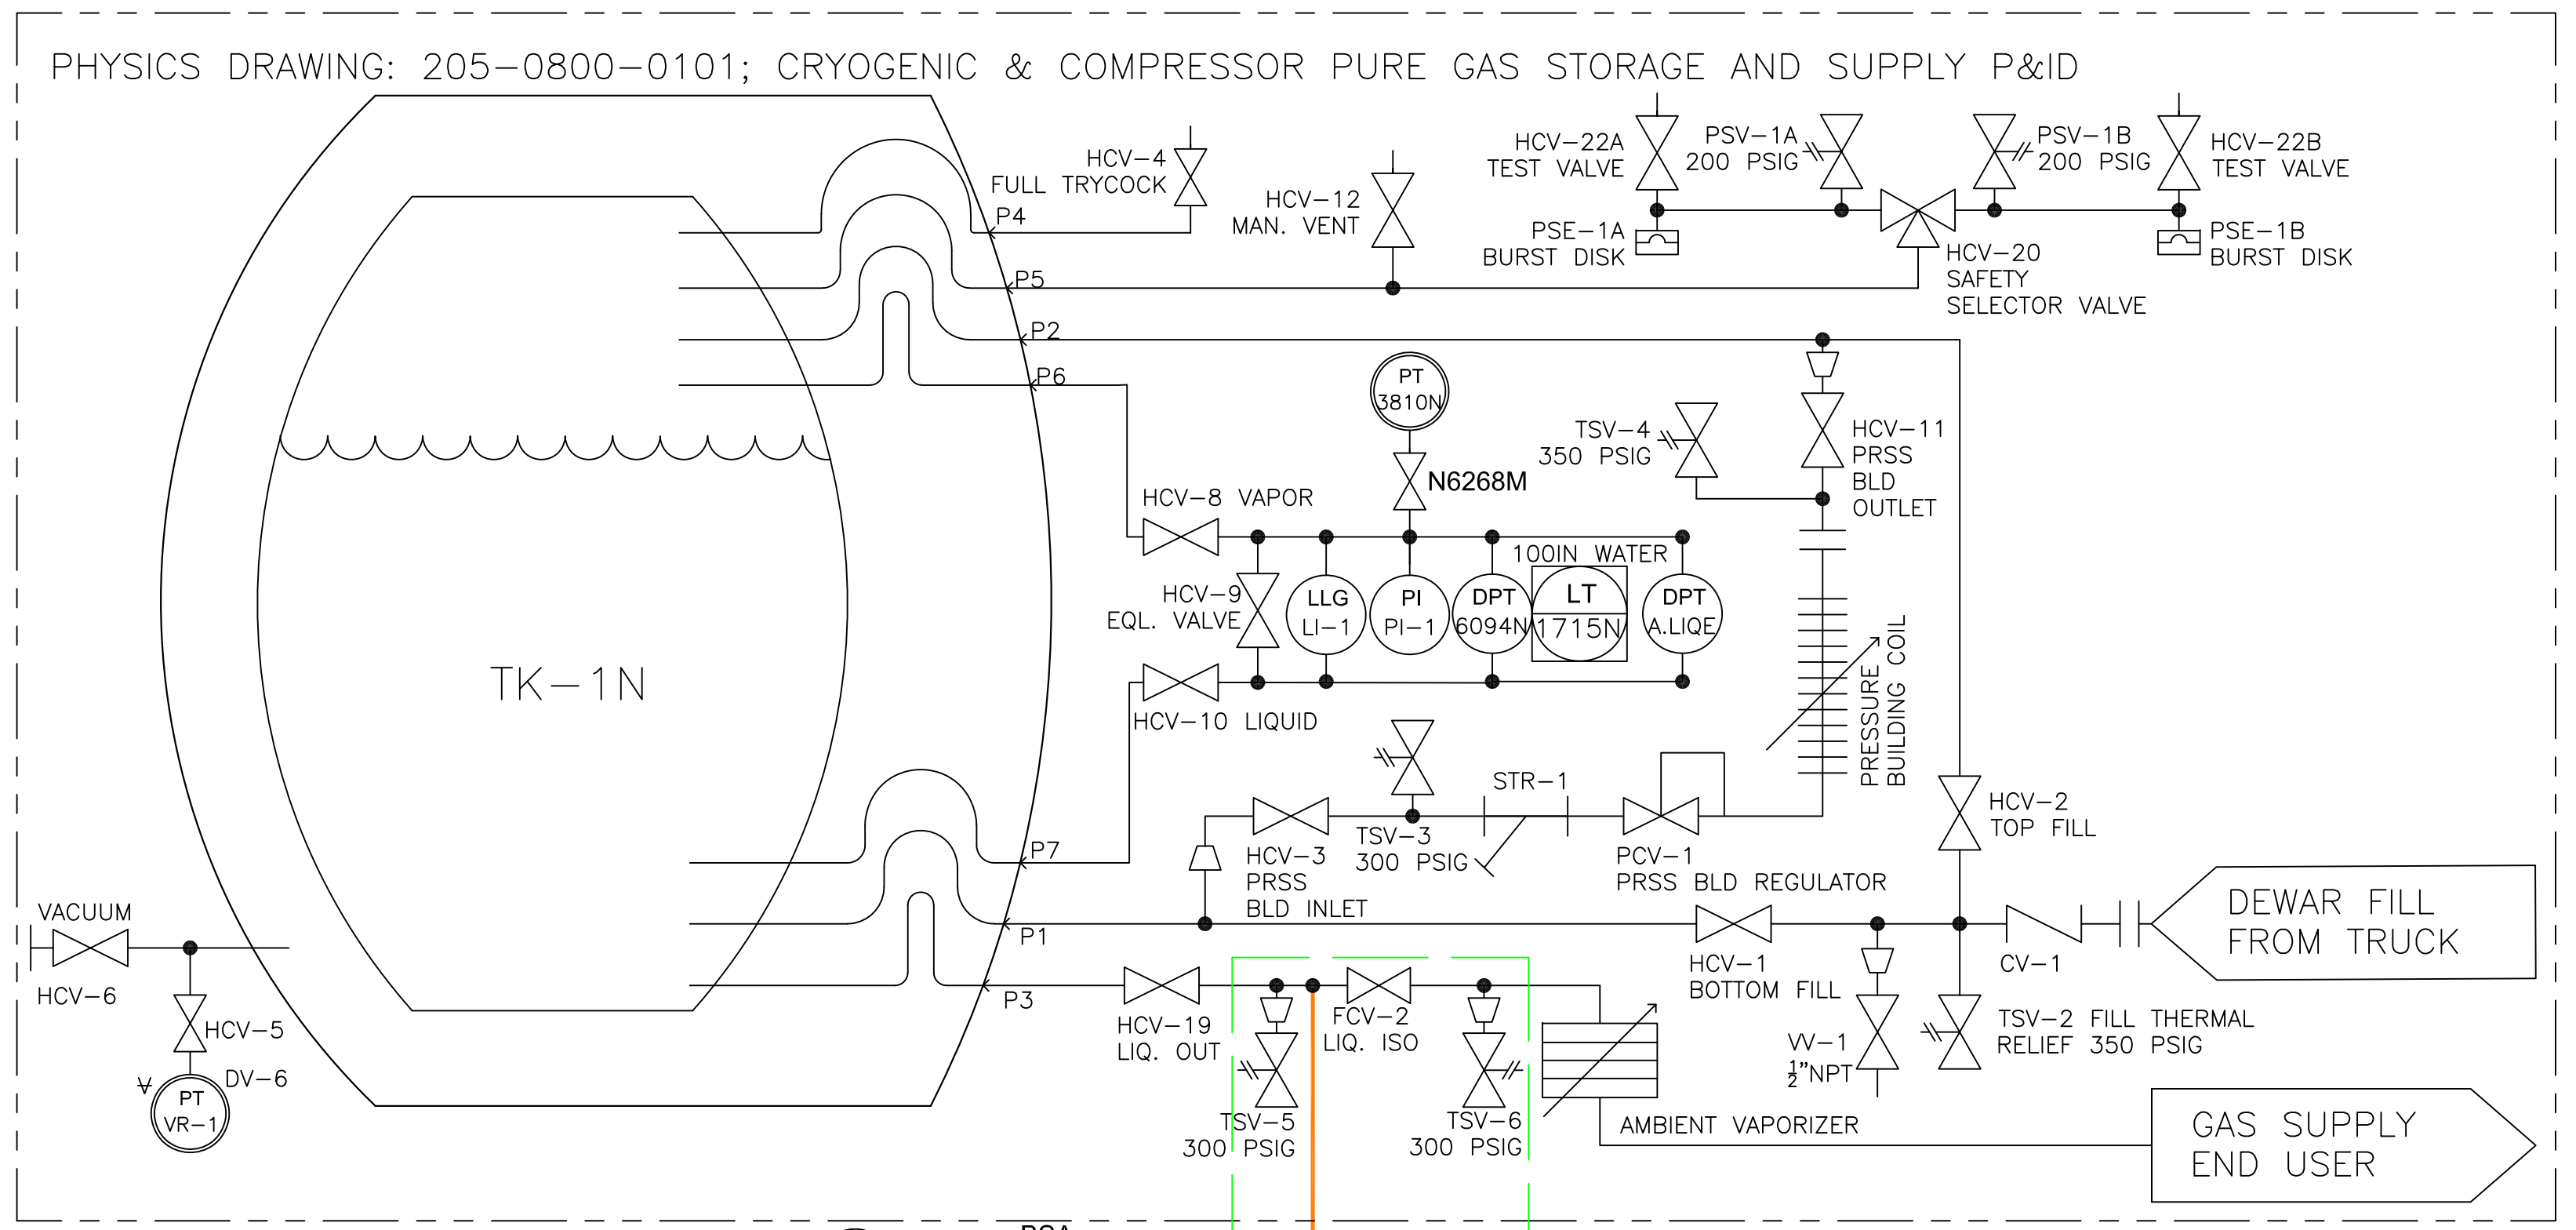 PHYSICS DRAWING: 205-0800-0101; CRYOGENIC & COMPRESSOR PURE GAS STORAGE AND SUPPLY P&ID
HCV-4
FULL TRYCOCK
P4
HCV-12
MAN. VENT
HCV-22A
TEST VALVE
PSV-1A
200 PSIG
PSV-1B
200 PSIG
HCV-22B
TEST VALVE
PSE-1A
BURST DISK
PSE-1B
BURST DISK
HCV-20
SAFETY
SELECTOR VALVE
P5
P2
P6
PT
3810N
N6268M
TSV-4
350 PSIG
HCV-11
PRSS
BLD
OUTLET
HCV-8 VAPOR
100IN WATER
HCV-9
EQL. VALVE
LLG
LI-1
PI
PI-1
DPT
6094N
LT
1715N
DPT
A.LIQE
PRESSURE
BUILDING COIL
TK-1N
HCV-10 LIQUID
STR-1
TSV-3
300 PSIG
HCV-3
PRSS
BLD INLET
PCV-1
PRSS BLD REGULATOR
HCV-2
TOP FILL
P7
P1
P3
VACUUM
HCV-6
HCV-5
DV-6
PT
VR-1
HCV-19
LIQ. OUT
FCV-2
LIQ. ISO
TSV-5
300 PSIG
TSV-6
300 PSIG
HCV-1
BOTTOM FILL
VV-1
½"NPT
CV-1
TSV-2 FILL THERMAL
RELIEF 350 PSIG
DEWAR FILL
FROM TRUCK
AMBIENT VAPORIZER
GAS SUPPLY
END USER